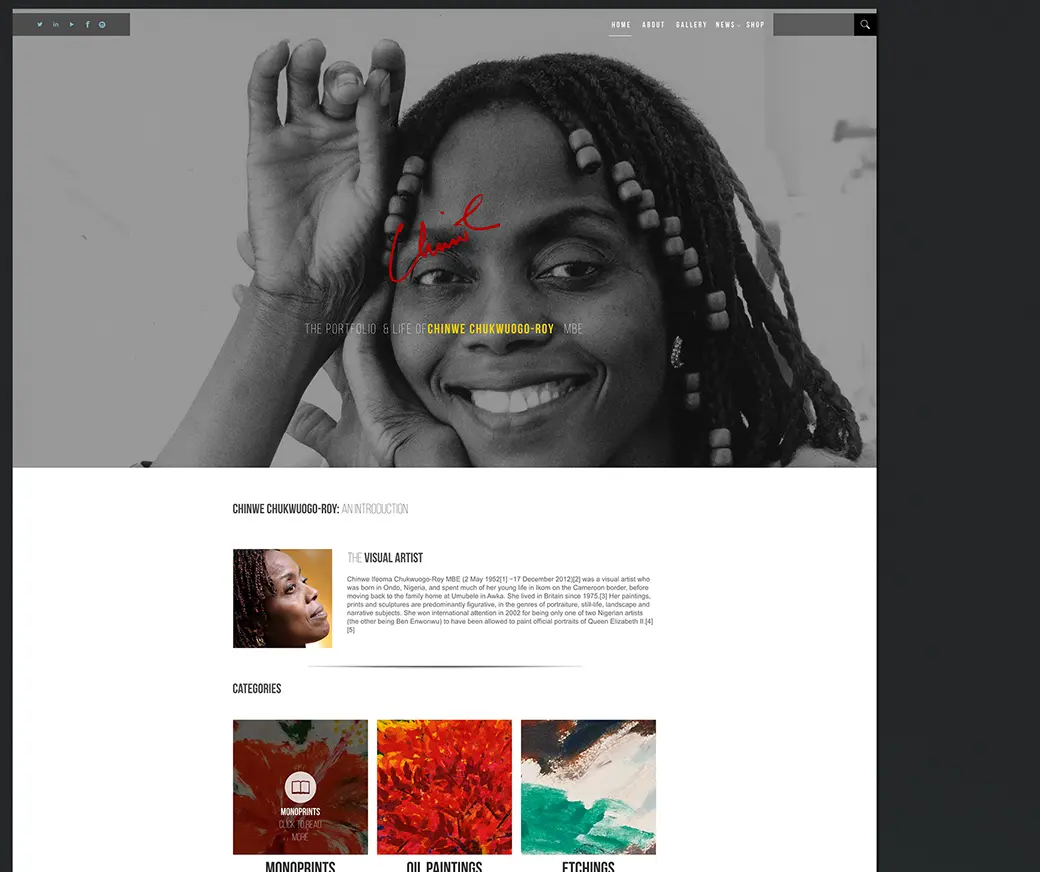 HOME ABOUT GALLERY NEWS SHOP
Chinwe
THE PORTFOLIO & LIFE OF CHINWE CHUKWUOGO-ROY MBE
CHINWE CHUKWUOGO-ROY: AN INTRODUCTION
THE VISUAL ARTIST
Chinwe Ifeoma Chukwuogo-Roy MBE (2 May 1952[1] –17 December 2012)[2] was a visual artist who
was born in Ondo, Nigeria, and spent much of her young life in Ikom on the Cameroon border, before
moving back to the family home at Umubele in Awka. She lived in Britain since 1975.[3] Her paintings,
prints and sculptures are predominantly figurative, in the genres of portraiture, still-life, landscape and
narrative subjects. She won international attention in 2002 for being only one of two Nigerian artists
(the other being Ben Enwonwu) to have been allowed to paint official portraits of Queen Elizabeth II.[4]
[5]
CATEGORIES
MONOPRINTS
CLICK TO READ
MORE
MONOPRINTS OIL PAINTINGS ETCHINGS